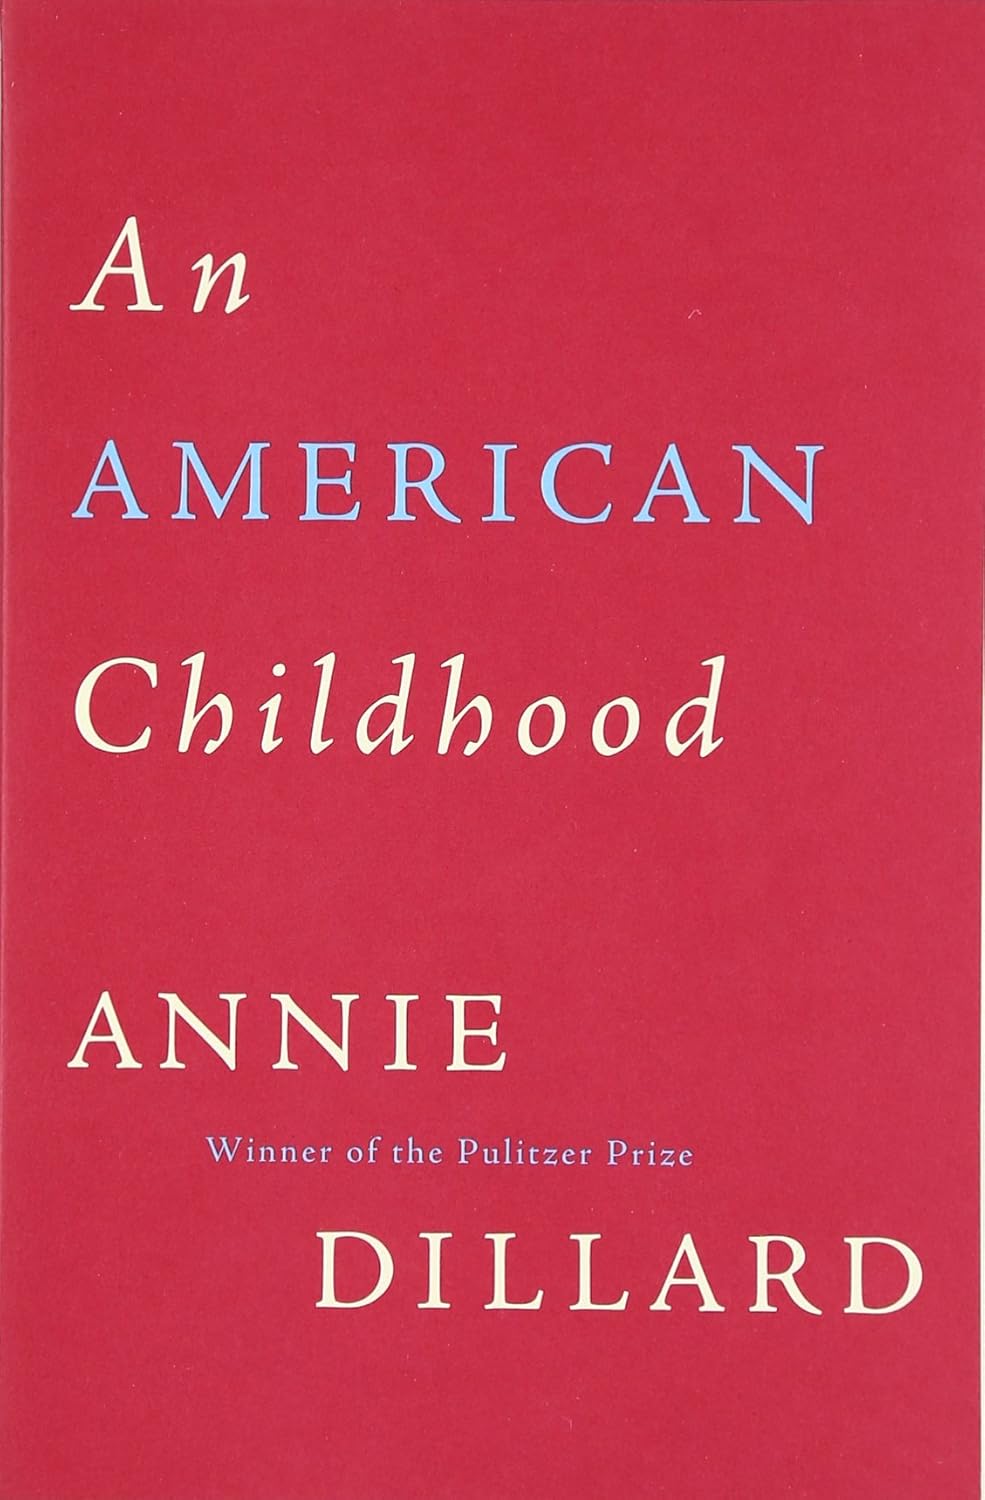 An
AMERICAN
Childhood
ANNIE
Winner of the Pulitzer Prize
DILLARD